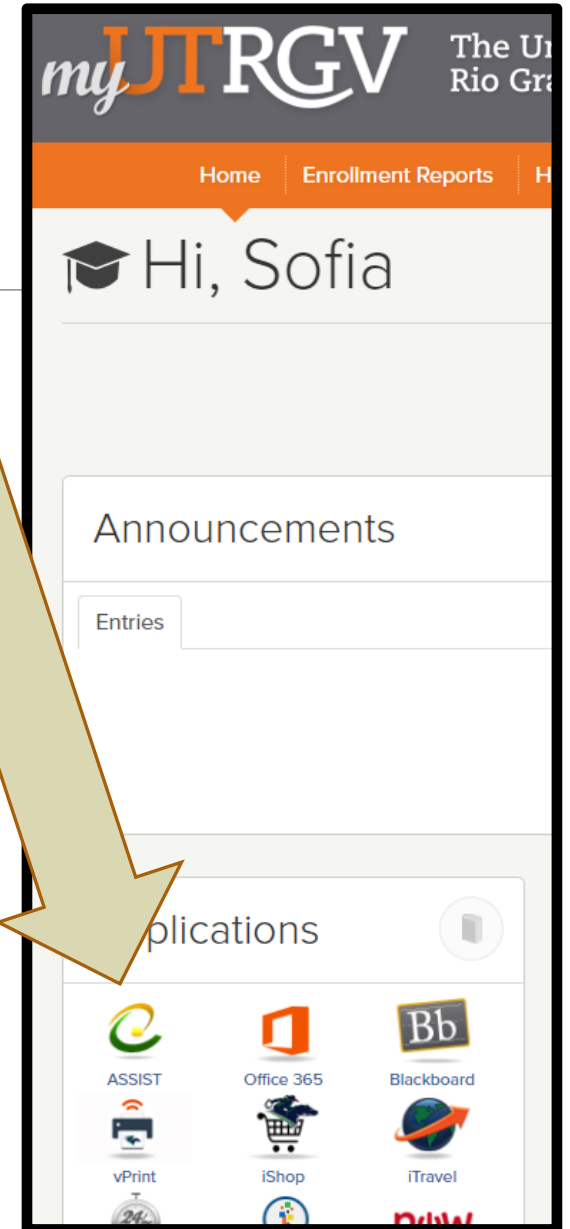 myUTRGV
The Un
Rio Gra
Home Enrollment Reports H
Hi, Sofia
Announcements
Entries
plications
Bb
ASSIST Office 365 Blackboard
vPrint iShop iTravel
24